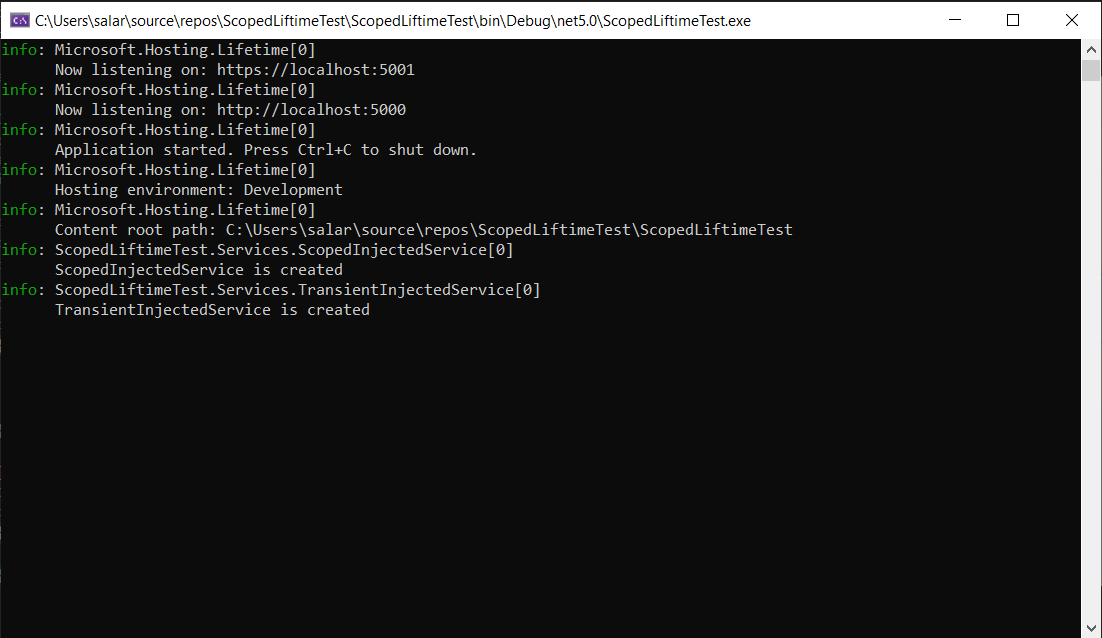 C:\Users\salar\source\repos\ScopedLiftimeTest\ScopedLiftimeTest\bin\Debug\net5.0\ScopedLiftimeTest.exe
info: Microsoft.Hosting.Lifetime[0]
      Now listening on: https://localhost:5001
info: Microsoft.Hosting.Lifetime[0]
      Now listening on: http://localhost:5000
info: Microsoft.Hosting.Lifetime[0]
      Application started. Press Ctrl+C to shut down.
info: Microsoft.Hosting.Lifetime[0]
      Hosting environment: Development
info: Microsoft.Hosting.Lifetime[0]
      Content root path: C:\Users\salar\source\repos\ScopedLiftimeTest\ScopedLiftimeTest
info: ScopedLiftimeTest.Services.ScopedInjectedService[0]
      ScopedInjectedService is created
info: ScopedLiftimeTest.Services.TransientInjectedService[0]
      TransientInjectedService is created